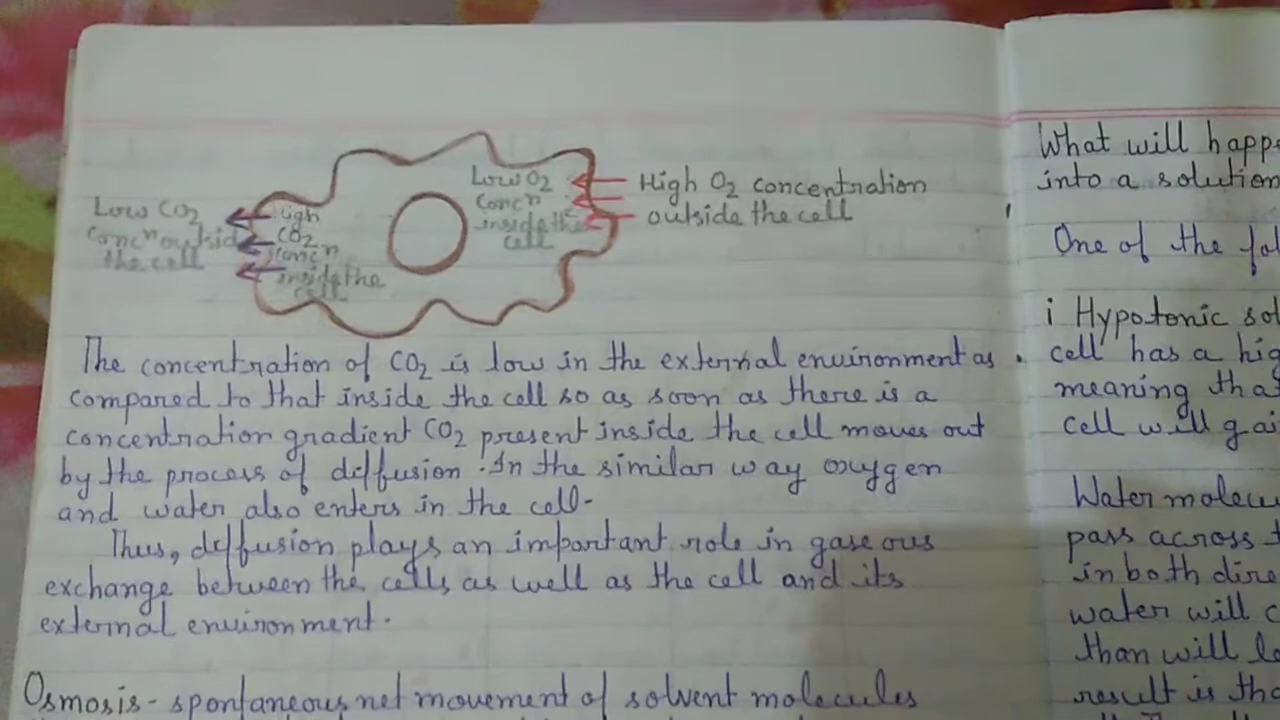 Low CO2
concn outside
the cell
High
CO2
concn
inside the
cell
Low O2
concn
inside the
cell
High O2 concentration
outside the cell
The concentration of CO2 is low in the external environment as
compared to that inside the cell so as soon as there is a
concentration gradient CO2 present inside the cell moves out
by the process of diffusion. In the similar way oxygen
and water also enters in the cell-
Thus, diffusion plays an important role in gaseous
exchange between the cells as well as the cell and its
external environment.
Osmosis - spontaneous net movement of solvent molecules
What will happ
into a solution
One of the fol
i Hypotonic sol
cell has a hig
meaning tha
cell will gai
Water molecu
pass across t
in both dire
water will c
than will le
result is tha